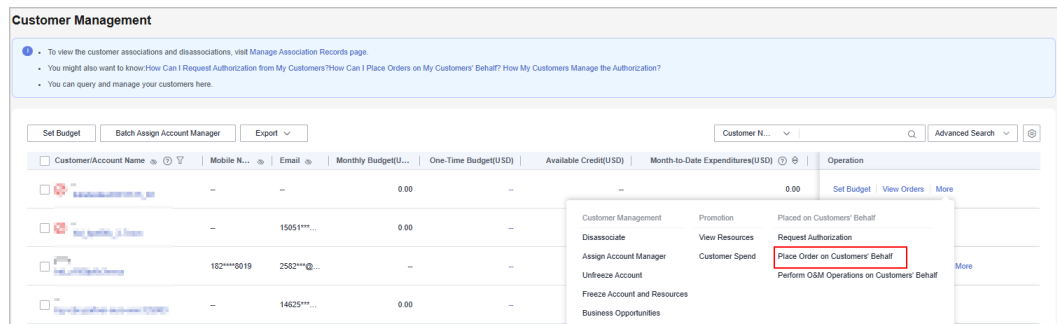 Customer Management
To view the customer associations and disassociations, visit Manage Association Records page.
You might also want to know:How Can I Request Authorization from My Customers?How Can I Place Orders on My Customers' Behalf? How My Customers Manage the Authorization?
You can query and manage your customers here.
Set Budget Batch Assign Account Manager Export Customer N... Advanced Search
Customer/Account Name Mobile N... Email Monthly Budget(U... One-Time Budget(USD) Available Credit(USD) Month-to-Date Expenditures(USD) Operation
-- -- 0.00 -- -- 0.00 Set Budget View Orders More
-- 15051***... 0.00 --
182****8019 2582***@... -- -- More
-- 14625***... 0.00 --
Customer Management Promotion Placed on Customers' Behalf
Disassociate View Resources Request Authorization
Assign Account Manager Customer Spend Place Order on Customers' Behalf
Unfreeze Account Perform O&M Operations on Customers' Behalf
Freeze Account and Resources
Business Opportunities